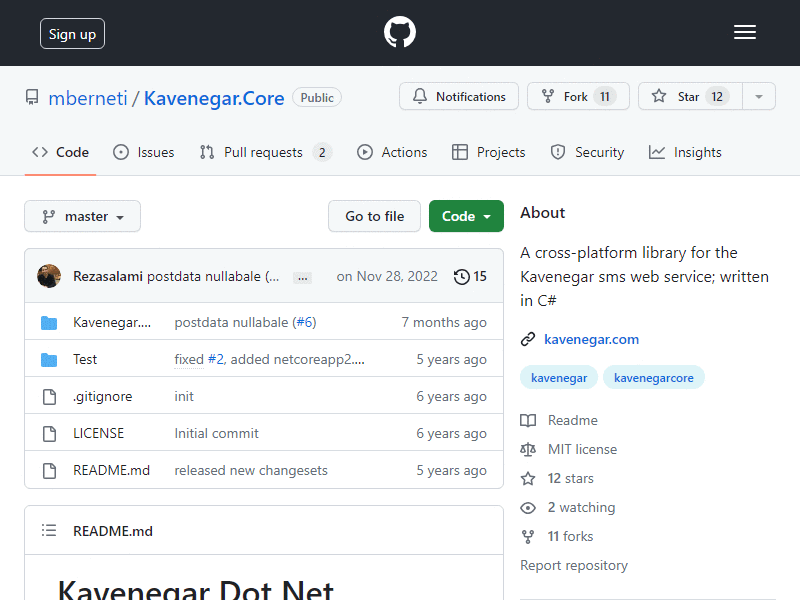 Sign up
mberneti / Kavenegar.Core Public
Notifications
Fork 11
Star 12
Code
Issues
Pull requests 2
Actions
Projects
Security
Insights
master
Go to file
Code
Rezasalami postdata nullabale (... ... on Nov 28, 2022 15
Kavenegar.... postdata nullabale (#6) 7 months ago
Test fixed #2, added netcoreapp2.... 5 years ago
.gitignore init 6 years ago
LICENSE Initial commit 6 years ago
README.md released new changesets 5 years ago
README.md
Kavenegar Dot Net
About
A cross-platform library for the
Kavenegar sms web service; written
in C#
kavenegar.com
kavenegar kavenegarcore
Readme
MIT license
12 stars
2 watching
11 forks
Report repository